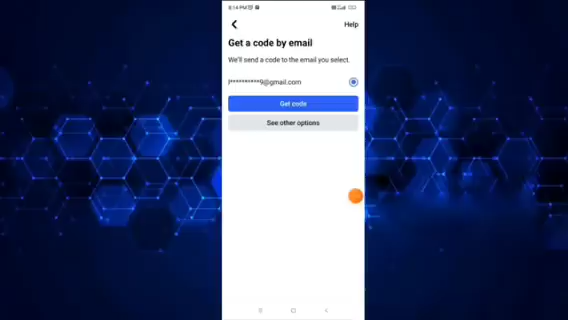 8:14 PM
Help
Get a code by email
We'll send a code to the email you select.
l**********9@gmail.com
Get code
See other options